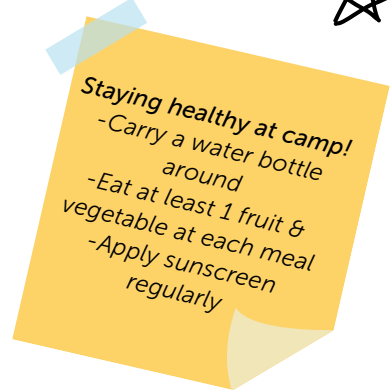 Staying healthy at camp!
-Carry a water bottle
around
-Eat at least 1 fruit &
vegetable at each meal
-Apply sunscreen
regularly